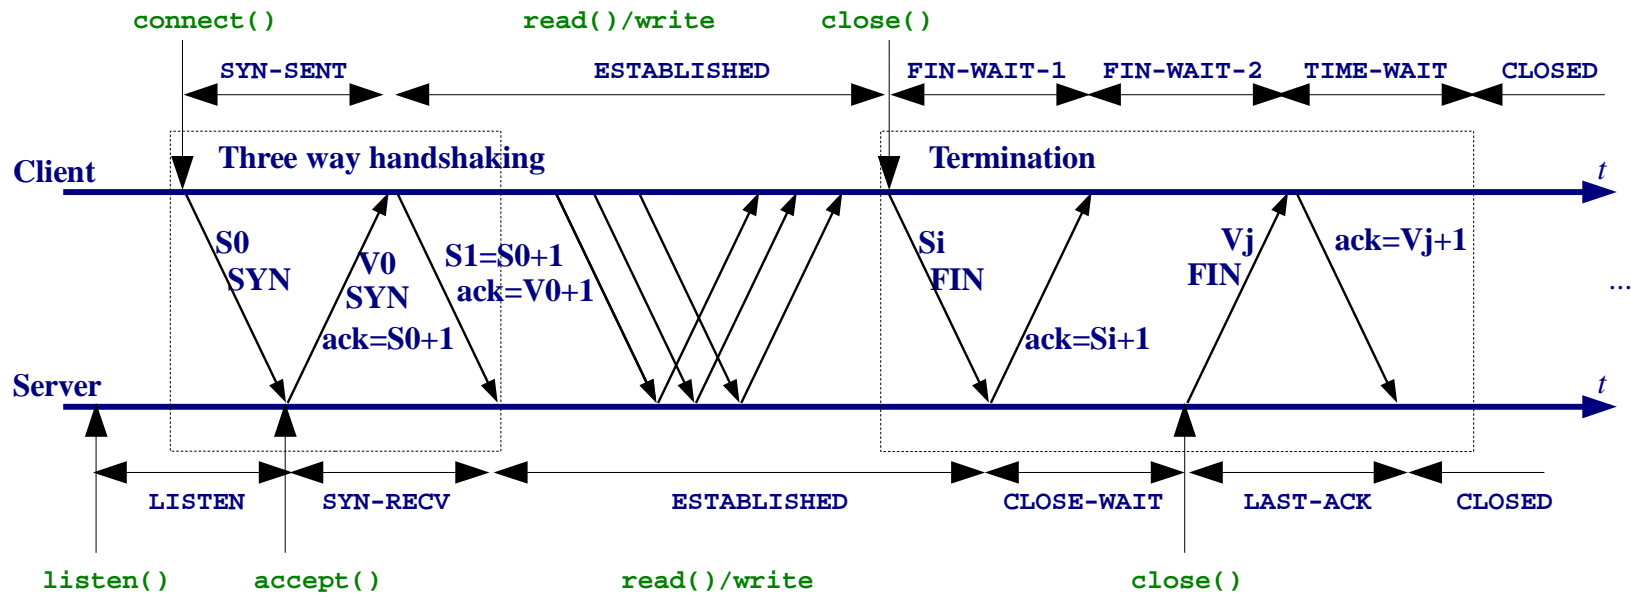 connect() read()/write close()
SYN-SENT ESTABLISHED FIN-WAIT-1 FIN-WAIT-2 TIME-WAIT CLOSED
Three way handshaking Termination
Client t
S0
SYN
V0
SYN
ack=S0+1
S1=S0+1
ack=V0+1
Si
FIN
ack=Si+1
Vj
FIN
ack=Vj+1
...
Server t
LISTEN SYN-RECV ESTABLISHED CLOSE-WAIT LAST-ACK CLOSED
listen() accept() read()/write close()